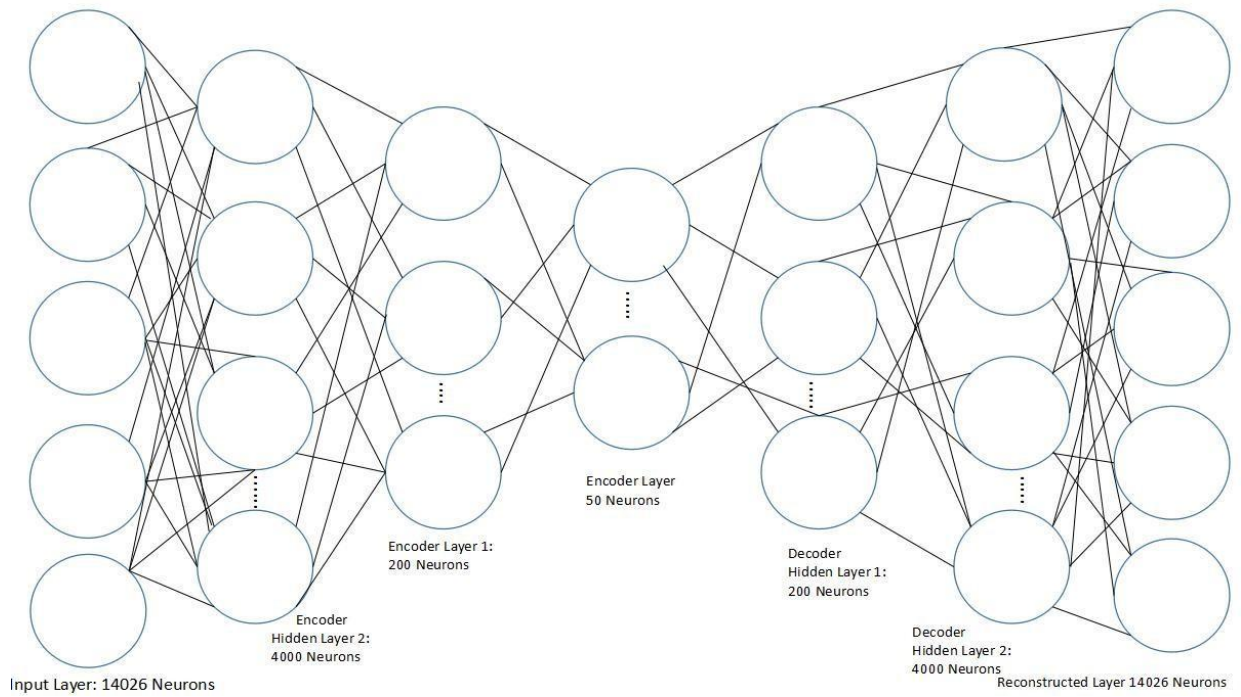 Encoder Layer
50 Neurons
Encoder Layer 1:
200 Neurons
Decoder
Hidden Layer 1:
200 Neurons
Encoder
Hidden Layer 2:
4000 Neurons
Decoder
Hidden Layer 2:
4000 Neurons
Input Layer: 14026 Neurons
Reconstructed Layer 14026 Neurons